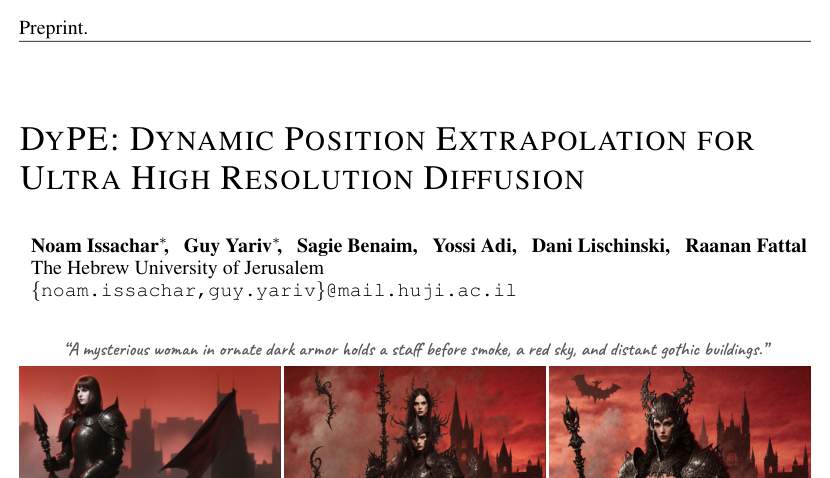 Preprint.
DYPE: DYNAMIC POSITION EXTRAPOLATION FOR
ULTRA HIGH RESOLUTION DIFFUSION
Noam Issachar*, Guy Yariv*, Sagie Benaim, Yossi Adi, Dani Lischinski, Raanan Fattal
The Hebrew University of Jerusalem
{noam.issachar,guy.yariv}@mail.huji.ac.il
“A mysterious woman in ornate dark armor holds a staff before smoke, a red sky, and distant gothic buildings.”